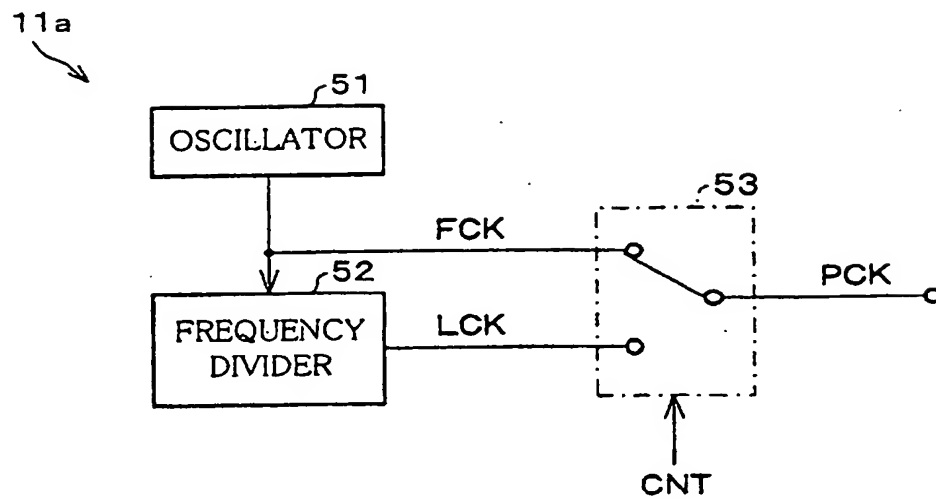 11a
51
OSCILLATOR
53
FCK
52
PCK
FREQUENCY
DIVIDER
LCK
CNT